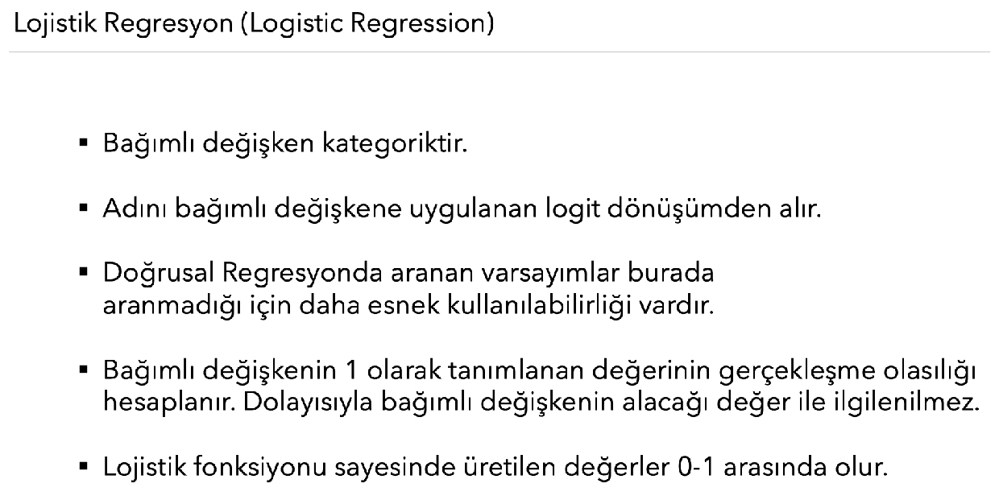 Lojistik Regresyon (Logistic Regression)
▪ Bağımlı değişken kategoriktir.
▪ Adını bağımlı değişkene uygulanan logit dönüşümden alır.
▪ Doğrusal Regresyonda aranan varsayımlar burada
aranmadığı için daha esnek kullanılabilirliği vardır.
▪ Bağımlı değişkenin 1 olarak tanımlanan değerinin gerçekleşme olasılığı
hesaplanır. Dolayısıyla bağımlı değişkenin alacağı değer ile ilgilenilmez.
▪ Lojistik fonksiyonu sayesinde üretilen değerler 0-1 arasında olur.